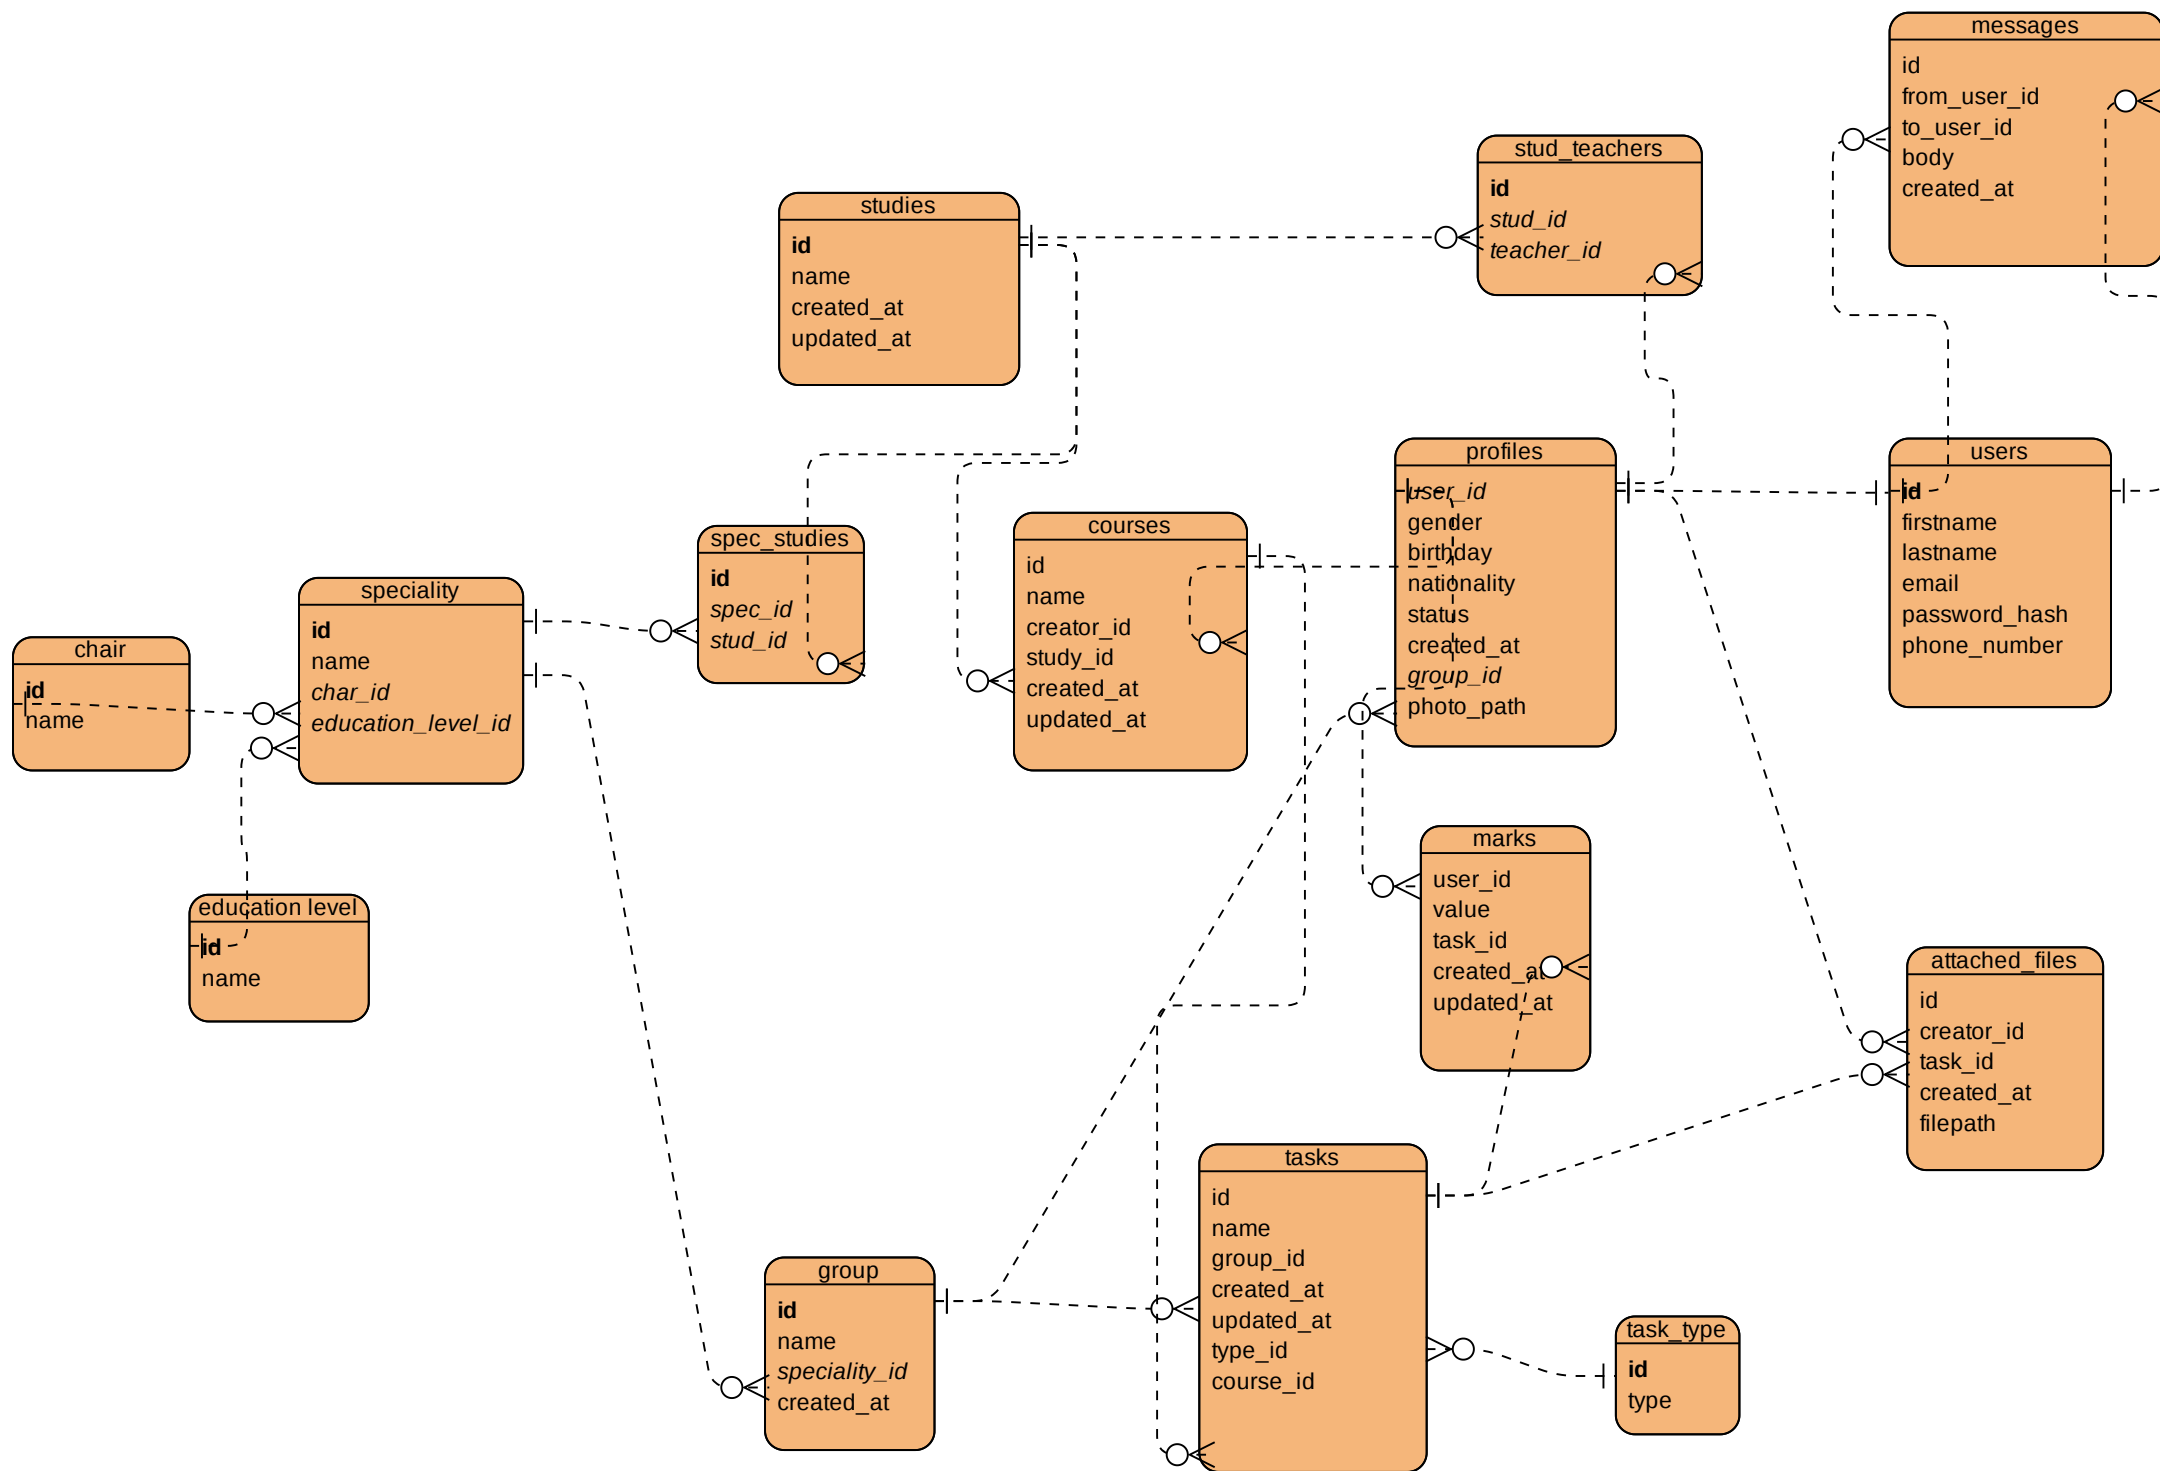 messages
id
from_user_id
to_user_id
body
created_at
stud_teachers
id
stud_id
teacher_id
studies
id
name
created_at
updated_at
profiles
user_id
gender
birthday
nationality
status
created_at
group_id
photo_path
users
id
firstname
lastname
email
password_hash
phone_number
courses
id
name
creator_id
study_id
created_at
updated_at
spec_studies
id
spec_id
stud_id
speciality
id
name
char_id
education_level_id
chair
id
name
marks
user_id
value
task_id
created_at
updated_at
education level
id
name
attached_files
id
creator_id
task_id
created_at
filepath
tasks
id
name
group_id
created_at
updated_at
type_id
course_id
group
id
name
speciality_id
created_at
task_type
id
type